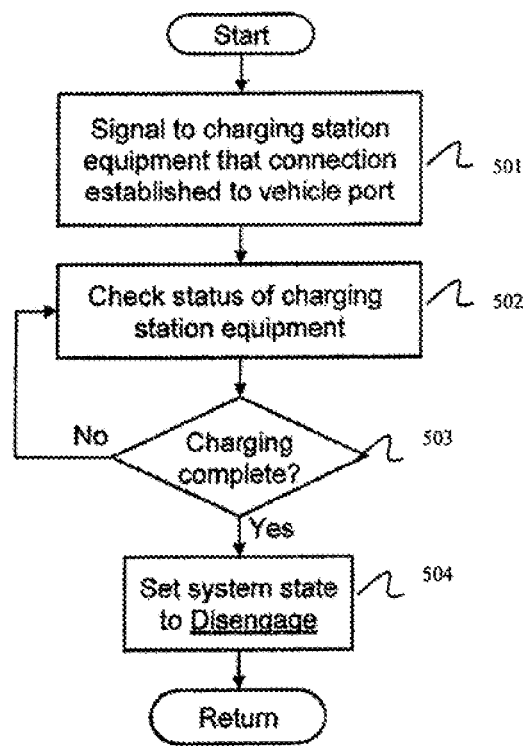 Start
Signal to charging station
equipment that connection
established to vehicle port
501
Check status of charging
station equipment
502
No
Charging
complete?
503
Yes
Set system state
to Disengage
504
Return